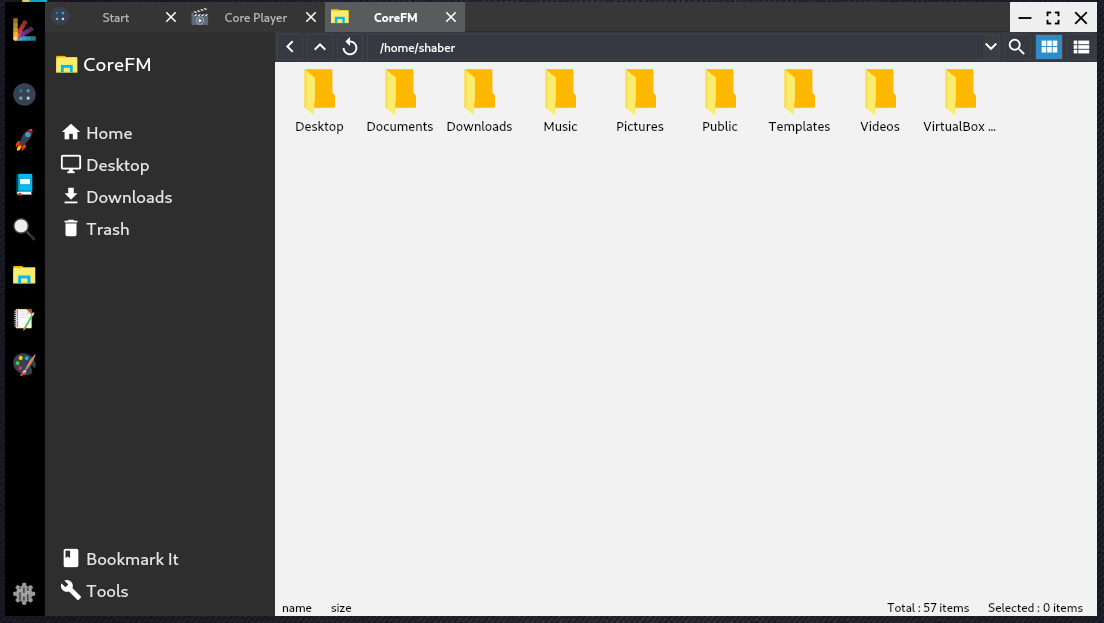 Start
Core Player
CoreFM
CoreFM
/home/shaber
Home
Desktop
Downloads
Trash
Bookmark It
Tools
Desktop
Documents
Downloads
Music
Pictures
Public
Templates
Videos
VirtualBox ...
name
size
Total : 57 items
Selected : 0 items